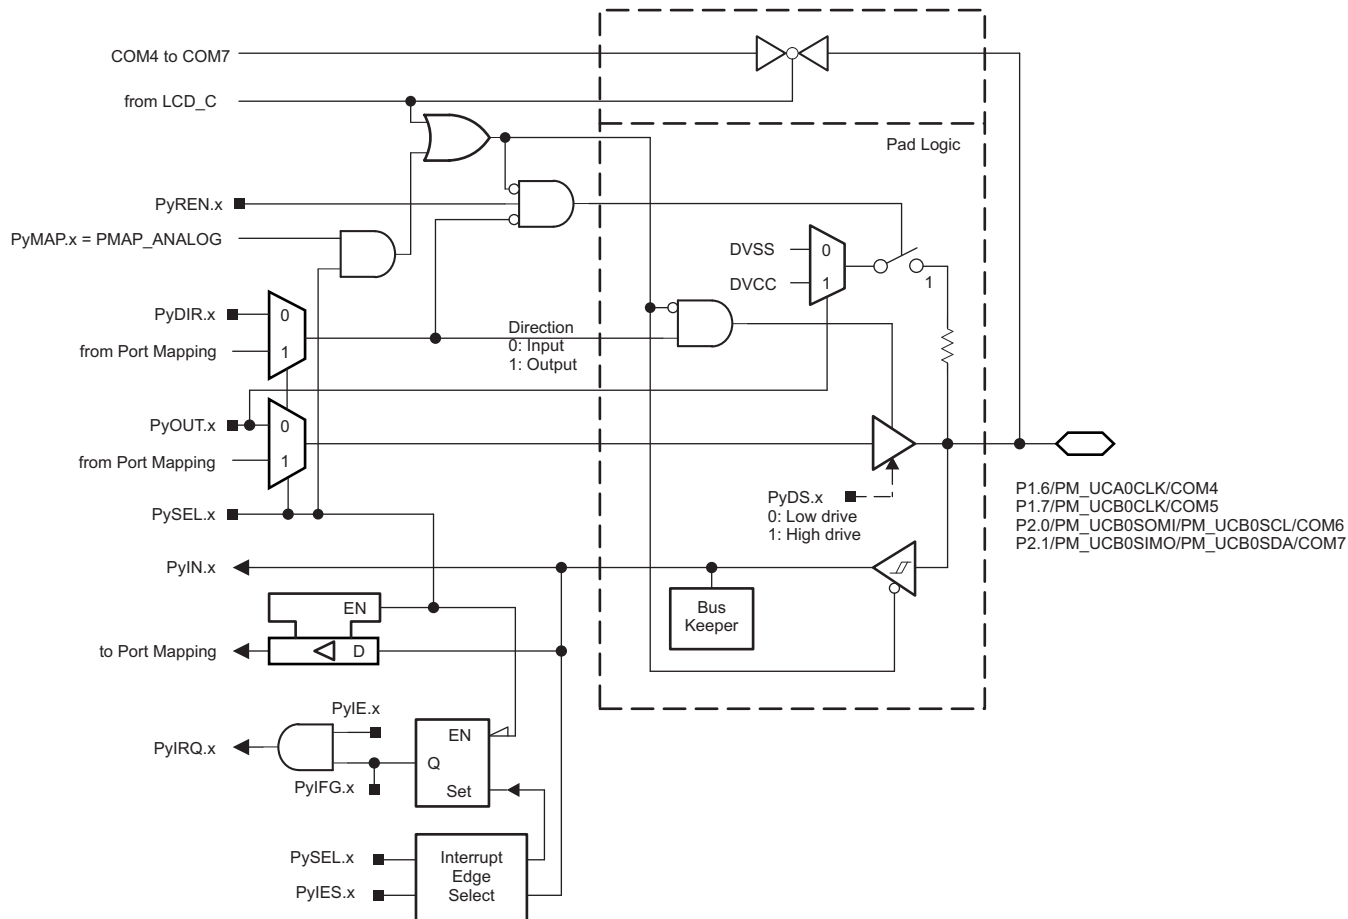 COM4 to COM7
from LCD_C
Pad Logic
PyREN.x
PyMAP.x = PMAP_ANALOG
DVSS
0
DVCC
1
1
PyDIR.x
0
from Port Mapping
1
Direction
0: Input
1: Output
PyOUT.x
0
from Port Mapping
1
PyDS.x
0: Low drive
1: High drive
P1.6/PM_UCA0CLK/COM4
P1.7/PM_UCB0CLK/COM5
P2.0/PM_UCB0SOMI/PM_UCB0SCL/COM6
P2.1/PM_UCB0SIMO/PM_UCB0SDA/COM7
PySEL.x
PyIN.x
EN
Bus
Keeper
to Port Mapping
D
PyIE.x
EN
PyIRQ.x
Q
PyIFG.x
Set
PySEL.x
Interrupt
Edge
Select
PyIES.x